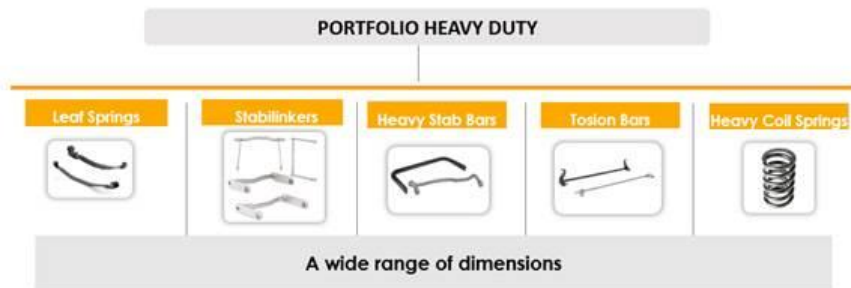 PORTFOLIO HEAVY DUTY
Leaf Springs
Stabilinkers
Heavy Stab Bars
Tosion Bars
Heavy Coil Springs
A wide range of dimensions